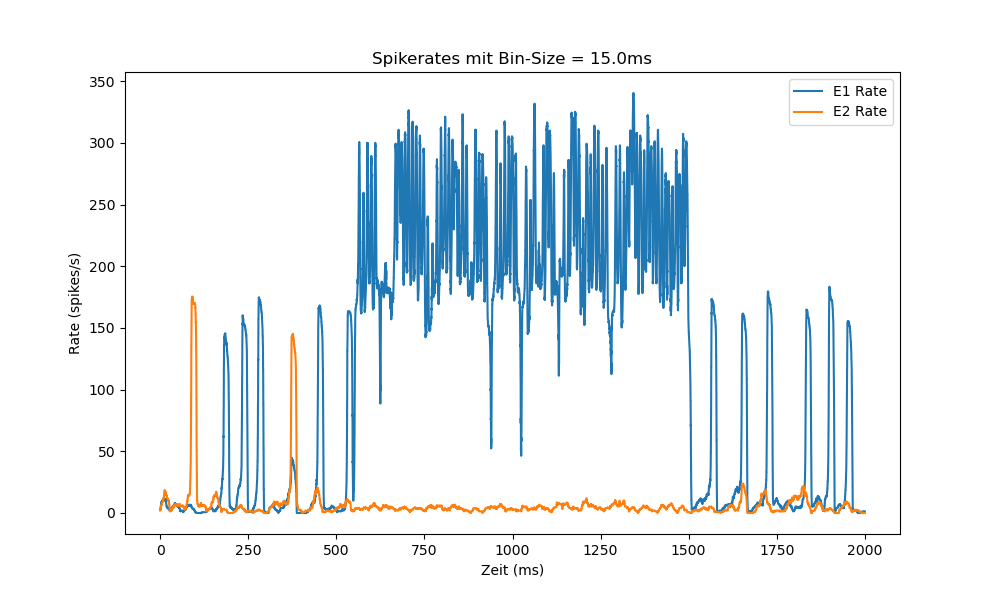 Spikerates mit Bin-Size = 15.0ms
E1 Rate
E2 Rate
Rate (spikes/s)
350
300
250
200
150
100
50
0
0 250 500 750 1000 1250 1500 1750 2000
Zeit (ms)